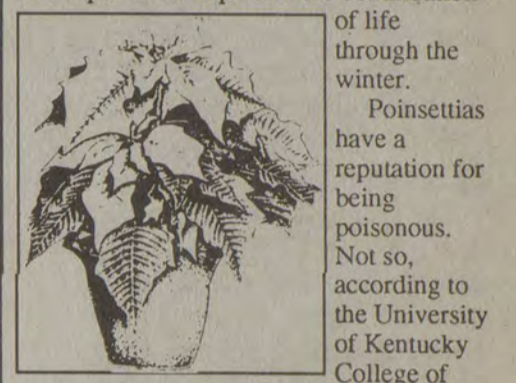 of life
through the
winter.
Poinsettias
have a
reputation for
being
poisonous.
Not so,
according to
the University
of Kentucky
College of